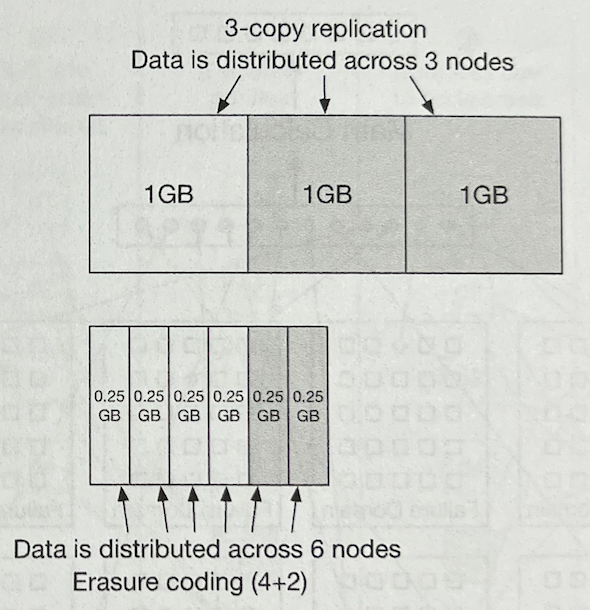 3-copy replication
Data is distributed across 3 nodes
1GB 1GB 1GB
0.25 0.25 0.25 0.25 0.25 0.25
GB GB GB GB GB GB
Data is distributed across 6 nodes
Erasure coding (4+2)